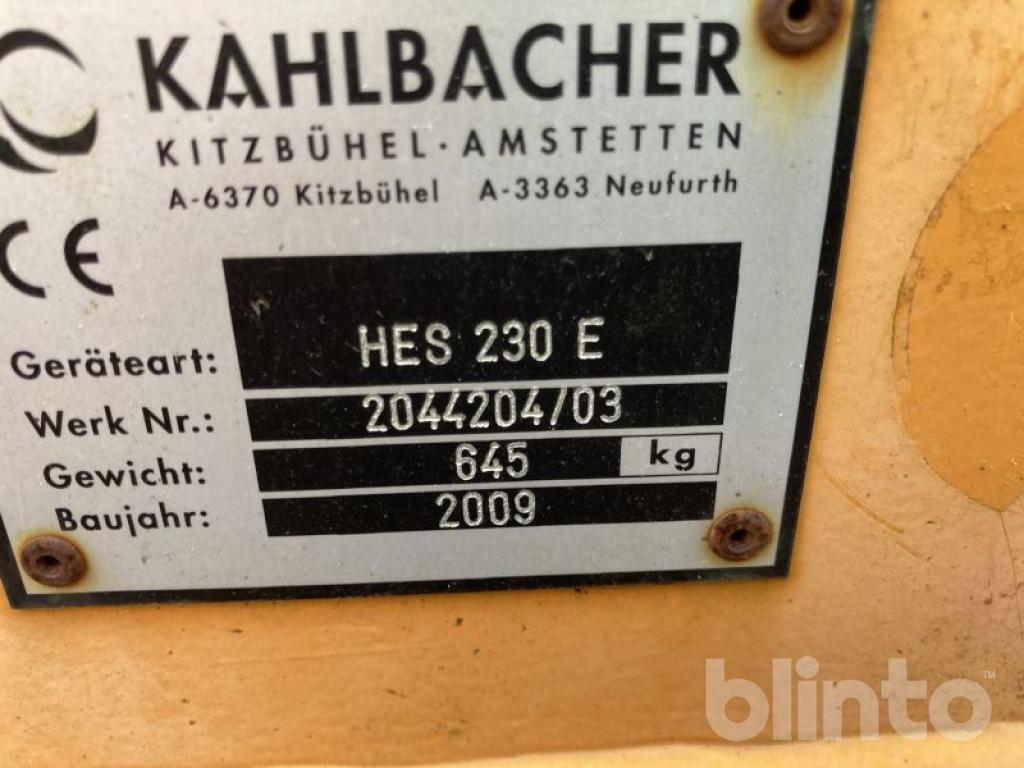 KAHLBACHER
KITZBÜHEL·AMSTETTEN
A-6370 Kitzbühel A-3363 Neufurth
CE
Geräteart: HES 230 E
Werk Nr.: 2044204/03
Gewicht: 645 kg
Baujahr: 2009
blinto™